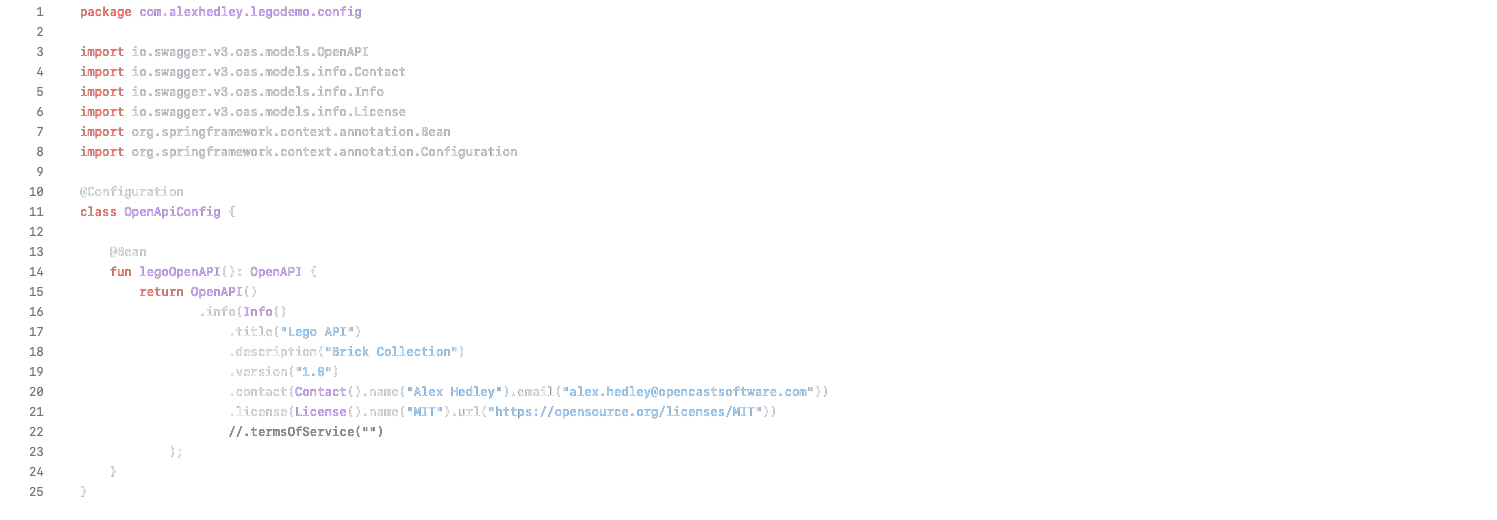 1 package com.alexhedley.legodemo.config
2
3 import io.swagger.v3.oas.models.OpenAPI
4 import io.swagger.v3.oas.models.info.Contact
5 import io.swagger.v3.oas.models.info.Info
6 import io.swagger.v3.oas.models.info.License
7 import org.springframework.context.annotation.Bean
8 import org.springframework.context.annotation.Configuration
9
10 @Configuration
11 class OpenApiConfig {
12
13     @Bean
14     fun legoOpenAPI(): OpenAPI {
15         return OpenAPI()
16                 .info(Info()
17                     .title("Lego API")
18                     .description("Brick Collection")
19                     .version("1.0")
20                     .contact(Contact().name("Alex Hedley").email("alex.hedley@opencastsoftware.com"))
21                     .license(License().name("MIT").url("https://opensource.org/licenses/MIT"))
22                     //.termsOfService("")
23             );
24     }
25 }